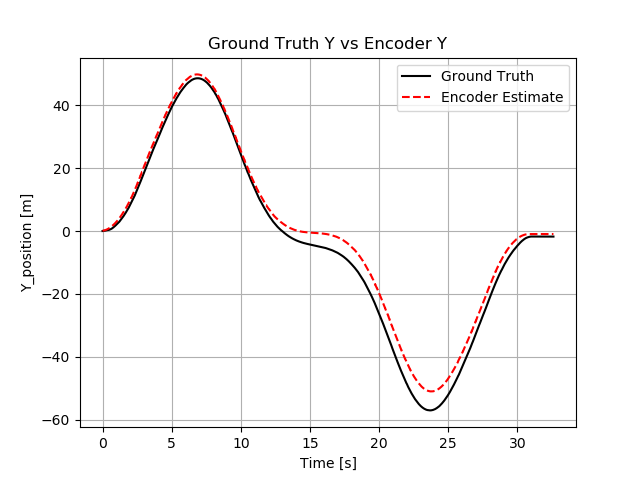 Ground Truth Y vs Encoder Y
Ground Truth
Encoder Estimate
Y_position [m]
40
20
0
−20
−40
−60
0 5 10 15 20 25 30
Time [s]